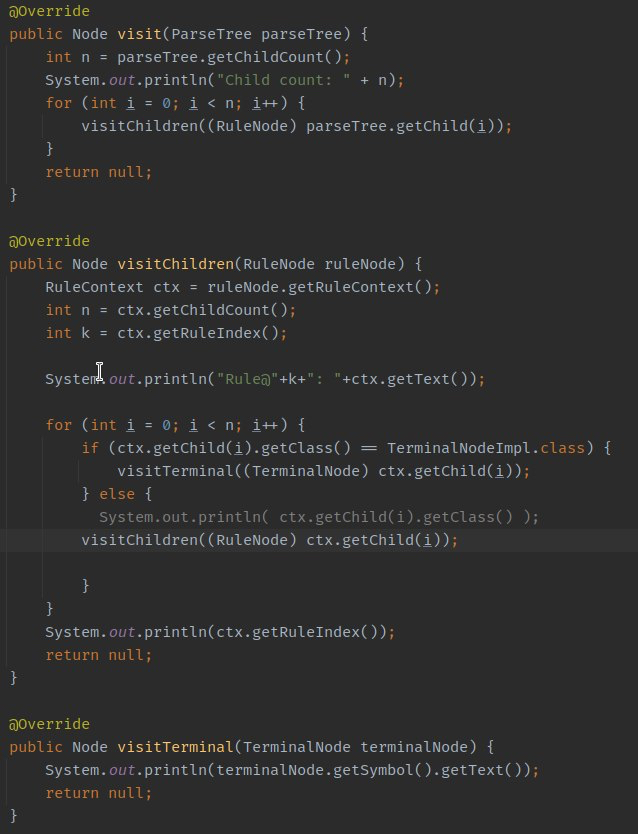 @Override
public Node visit(ParseTree parseTree) {
    int n = parseTree.getChildCount();
    System.out.println("Child count: " + n);
    for (int i = 0; i < n; i++) {
        visitChildren((RuleNode) parseTree.getChild(i));
    }
    return null;
}

@Override
public Node visitChildren(RuleNode ruleNode) {
    RuleContext ctx = ruleNode.getRuleContext();
    int n = ctx.getChildCount();
    int k = ctx.getRuleIndex();

    System.out.println("Rule@"+k+": "+ctx.getText());

    for (int i = 0; i < n; i++) {
        if (ctx.getChild(i).getClass() == TerminalNodeImpl.class) {
            visitTerminal((TerminalNode) ctx.getChild(i));
        } else {
          System.out.println( ctx.getChild(i).getClass() );
        visitChildren((RuleNode) ctx.getChild(i));

        }
    }
    System.out.println(ctx.getRuleIndex());
    return null;
}

@Override
public Node visitTerminal(TerminalNode terminalNode) {
    System.out.println(terminalNode.getSymbol().getText());
    return null;
}